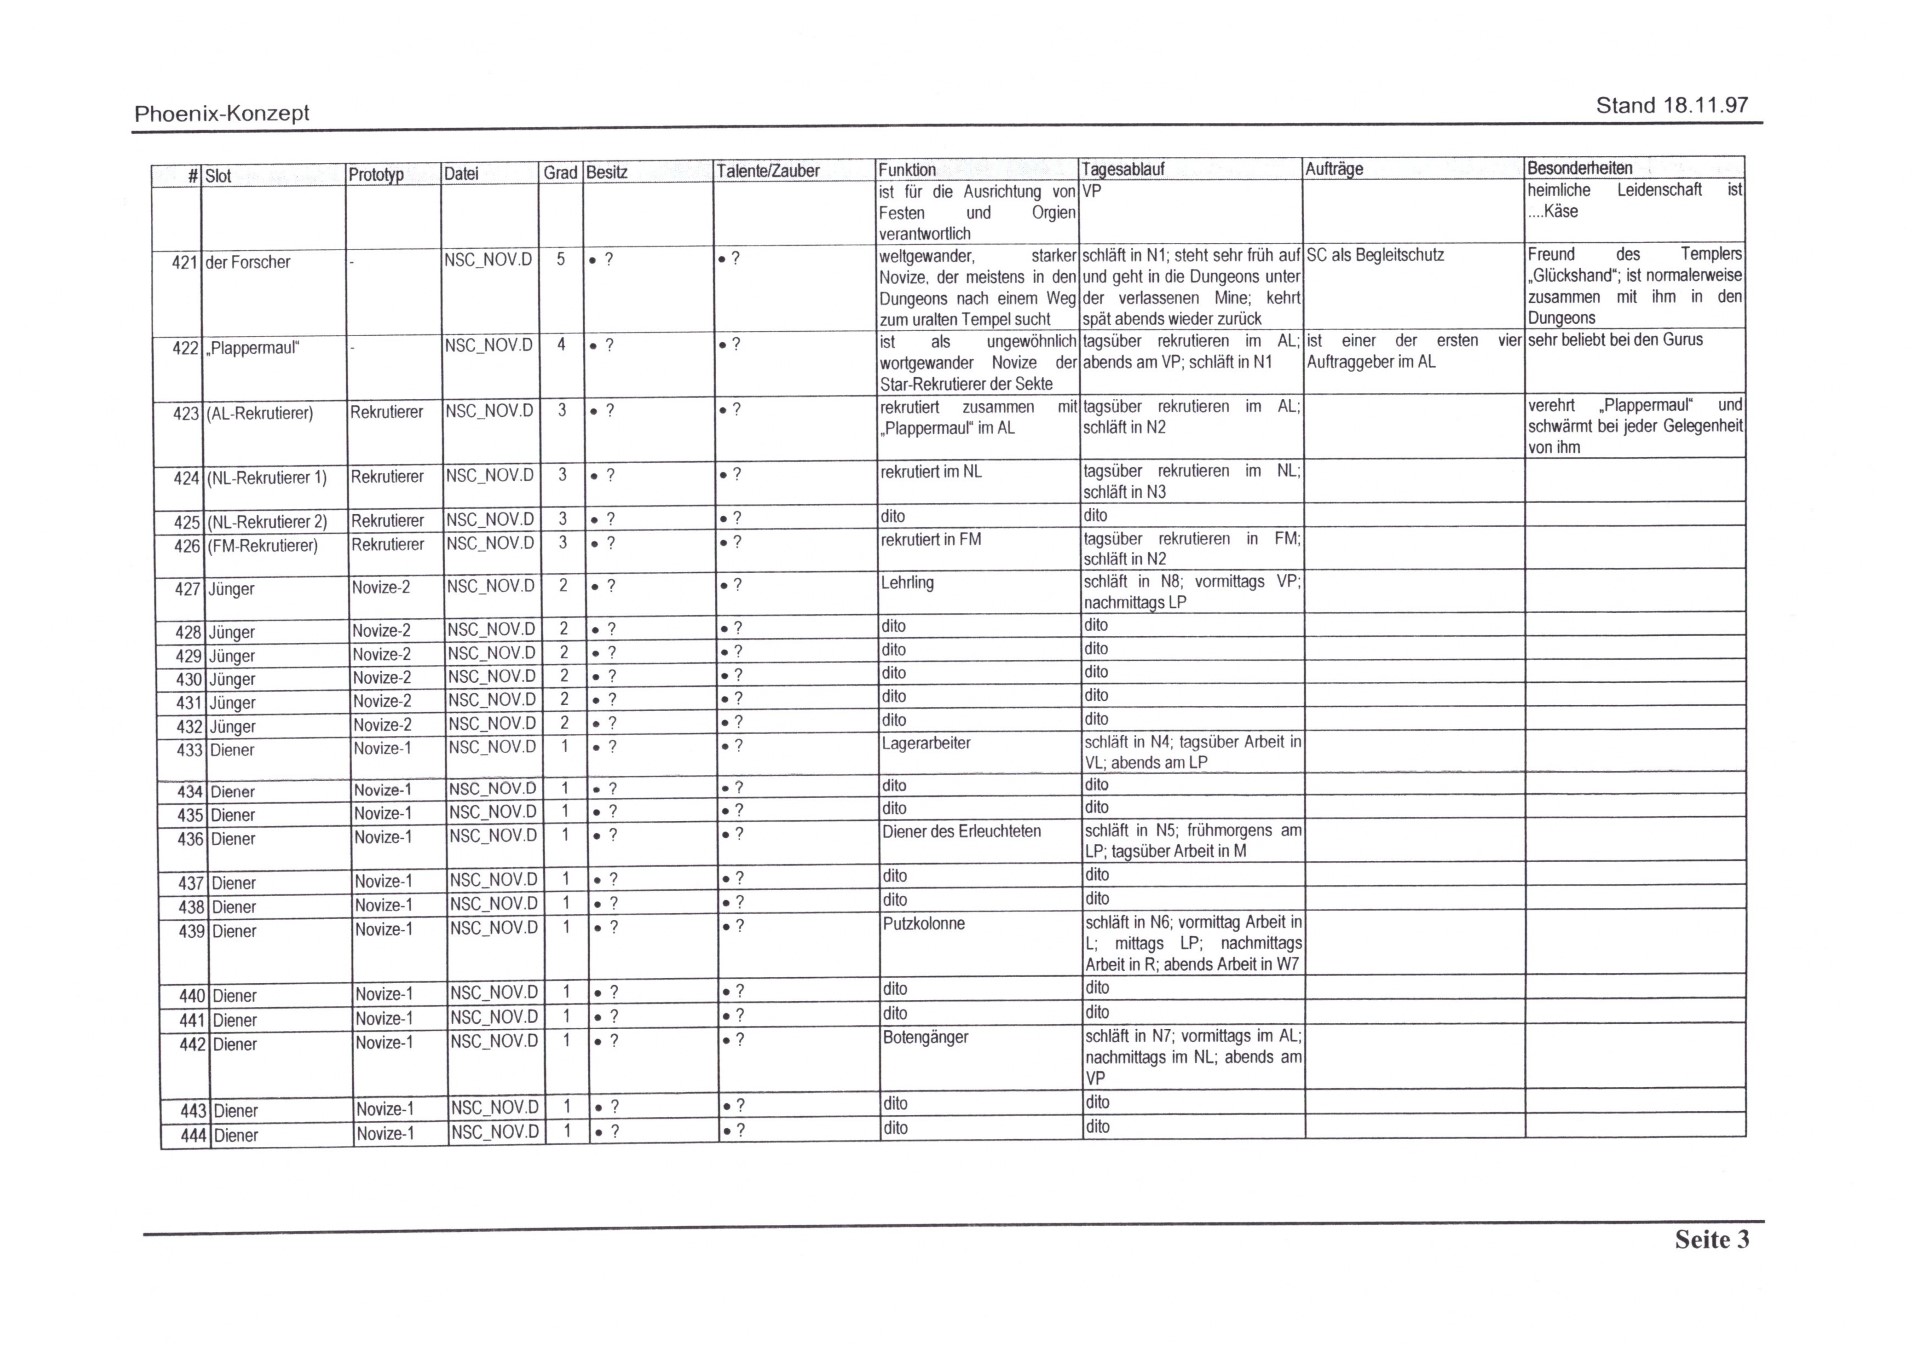 Phoenix-Konzept
Stand 18.11.97
# Slot Prototyp Datei Grad Besitz Talente/Zauber Funktion Tagesablauf Aufträge Besonderheiten
ist für die Ausrichtung von VP heimliche Leidenschaft ist
Festen und Orgien ....Käse
verantwortlich
421 der Forscher - NSC_NOV.D 5 • ? • ? weltgewander, starker schläft in N1; steht sehr früh auf SC als Begleitschutz Freund des Templers
Novize, der meistens in den und geht in die Dungeons unter „Glückshand“; ist normalerweise
Dungeons nach einem Weg der verlassenen Mine; kehrt zusammen mit ihm in den
zum uralten Tempel sucht spät abends wieder zurück Dungeons
422 „Plappermaul“ - NSC_NOV.D 4 • ? • ? ist als ungewöhnlich tagsüber rekrutieren im AL; ist einer der ersten vier sehr beliebt bei den Gurus
wortgewander Novize der abends am VP; schläft in N1 Auftraggeber im AL
Star-Rekrutierer der Sekte
423 (AL-Rekrutierer) Rekrutierer NSC_NOV.D 3 • ? • ? rekrutiert zusammen mit tagsüber rekrutieren im AL; verehrt „Plappermaul“ und
„Plappermaul“ im AL schläft in N2 schwärmt bei jeder Gelegenheit
von ihm
424 (NL-Rekrutierer 1) Rekrutierer NSC_NOV.D 3 • ? • ? rekrutiert im NL tagsüber rekrutieren im NL;
schläft in N3
425 (NL-Rekrutierer 2) Rekrutierer NSC_NOV.D 3 • ? • ? dito dito
426 (FM-Rekrutierer) Rekrutierer NSC_NOV.D 3 • ? • ? rekrutiert in FM tagsüber rekrutieren in FM;
schläft in N2
427 Jünger Novize-2 NSC_NOV.D 2 • ? • ? Lehrling schläft in N8; vormittags VP;
nachmittags LP
428 Jünger Novize-2 NSC_NOV.D 2 • ? • ? dito dito
429 Jünger Novize-2 NSC_NOV.D 2 • ? • ? dito dito
430 Jünger Novize-2 NSC_NOV.D 2 • ? • ? dito dito
431 Jünger Novize-2 NSC_NOV.D 2 • ? • ? dito dito
432 Jünger Novize-2 NSC_NOV.D 2 • ? • ? dito dito
433 Diener Novize-1 NSC_NOV.D 1 • ? • ? Lagerarbeiter schläft in N4; tagsüber Arbeit in
VL; abends am LP
434 Diener Novize-1 NSC_NOV.D 1 • ? • ? dito dito
435 Diener Novize-1 NSC_NOV.D 1 • ? • ? dito dito
436 Diener Novize-1 NSC_NOV.D 1 • ? • ? Diener des Erleuchteten schläft in N5; frühmorgens am
LP; tagsüber Arbeit in M
437 Diener Novize-1 NSC_NOV.D 1 • ? • ? dito dito
438 Diener Novize-1 NSC_NOV.D 1 • ? • ? dito dito
439 Diener Novize-1 NSC_NOV.D 1 • ? • ? Putzkolonne schläft in N6; vormittag Arbeit in
L; mittags LP; nachmittags
Arbeit in R; abends Arbeit in W7
440 Diener Novize-1 NSC_NOV.D 1 • ? • ? dito dito
441 Diener Novize-1 NSC_NOV.D 1 • ? • ? dito dito
442 Diener Novize-1 NSC_NOV.D 1 • ? • ? Botengänger schläft in N7; vormittags im AL;
nachmittags im NL; abends am
VP
443 Diener Novize-1 NSC_NOV.D 1 • ? • ? dito dito
444 Diener Novize-1 NSC_NOV.D 1 • ? • ? dito dito
Seite 3